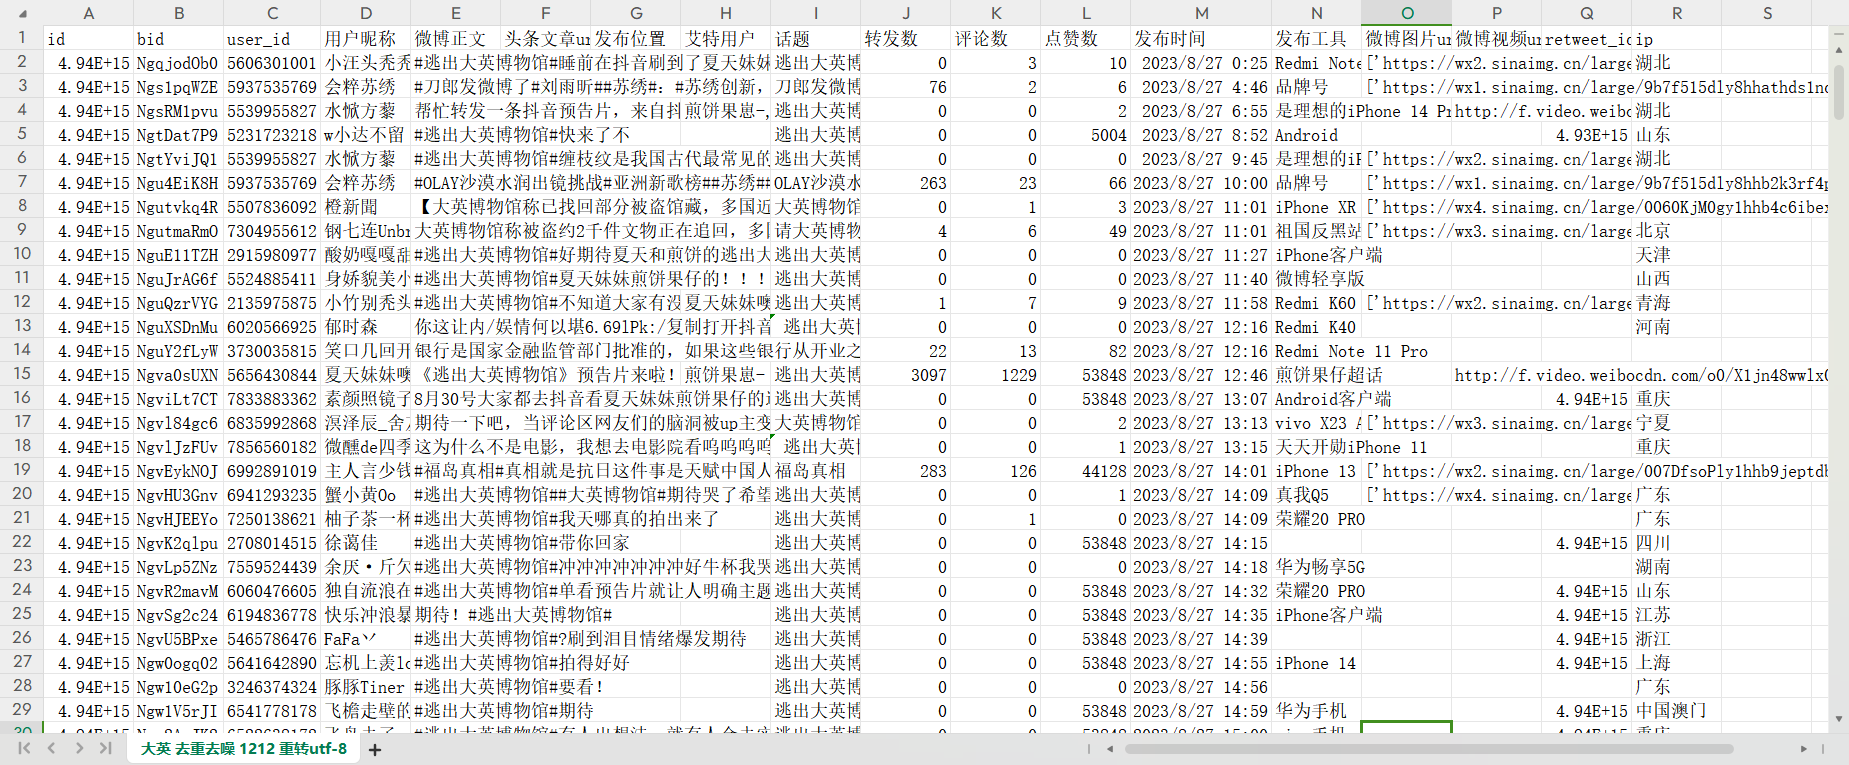 A B C D E F G H I J K L M N O P Q R S
1 id bid user_id 用户昵称 微博正文 头条文章ur 发布位置 艾特用户 话题 转发数 评论数 点赞数 发布时间 发布工具 微博图片ur 微博视频ur retweet_id ip
2 4.94E+15 NgqjodObO 5606301001 小汪头秃秃 #逃出大英博物馆#睡前在抖音刷到了夏天妹妹 逃出大英博 0 3 10 2023/8/27 0:25 Redmi Note ['https://wx2.sinaimg.cn/large 湖北
3 4.94E+15 Ngs1pqWZE 5937535769 会粹苏绣 #刀郎发微博了#刘雨昕##苏绣#: #苏绣创新, 刀郎发微博 76 2 6 2023/8/27 4:46 品牌号 ['https://wx1.sinaimg.cn/large/9b7f515dly8hhathds1nd
4 4.94E+15 NgsRM1pvu 5539955827 水惞方藜 帮忙转发一条抖音预告片，来自抖 煎饼果崽-, 逃出大英博 0 0 2 2023/8/27 6:55 是理想的iPhone 14 Pr http://f.video.weibo 湖北
5 4.94E+15 NgtDat7P9 5231723218 w小达不留 #逃出大英博物馆#快来了不 逃出大英博 0 0 5004 2023/8/27 8:52 Android 4.93E+15 山东
6 4.94E+15 NgtYviJQ1 5539955827 水惞方藜 #逃出大英博物馆#缠枝纹是我国古代最常见的 逃出大英博 0 0 0 2023/8/27 9:45 是理想的iP ['https://wx2.sinaimg.cn/large 湖北
7 4.94E+15 Ngu4EiK8H 5937535769 会粹苏绣 #OLAY沙漠水润出镜挑战#亚洲新歌榜##苏绣## OLAY沙漠水 263 23 66 2023/8/27 10:00 品牌号 ['https://wx1.sinaimg.cn/large/9b7f515dly8hhb2k3rf4p
8 4.94E+15 Ngutvkq4R 5507836092 橙新聞 【大英博物馆称已找回部分被盗馆藏，多国近 大英博物馆 0 1 3 2023/8/27 11:01 iPhone XR ['https://wx4.sinaimg.cn/large/0060KjM0gy1hhb4c6ibex
9 4.94E+15 NgutmaRmO 7304955612 钢七连Unbr 大英博物馆称被盗约2千件文物正在追回，多 请大英博物 4 6 49 2023/8/27 11:01 祖国反黑站 ['https://wx3.sinaimg.cn/large 北京
10 4.94E+15 NguE11TZH 2915980977 酸奶嘎嘎甜 #逃出大英博物馆#好期待夏天和煎饼的逃出大 逃出大英博 0 0 0 2023/8/27 11:27 iPhone客户端 天津
11 4.94E+15 NguJrAG6f 5524885411 身娇貌美小 #逃出大英博物馆#夏天妹妹煎饼果仔的！！！ 逃出大英博 0 0 0 2023/8/27 11:40 微博轻享版 山西
12 4.94E+15 NguQzrVYG 2135975875 小竹别秃头 #逃出大英博物馆#不知道大家有没 夏天妹妹噢 逃出大英博 1 7 9 2023/8/27 11:58 Redmi K60 ['https://wx2.sinaimg.cn/large 青海
13 4.94E+15 NguXSDnMu 6020566925 郁时森 你这让内/娱情何以堪6.69lPk:/复制打开抖音 逃出大英 0 0 0 2023/8/27 12:16 Redmi K40 河南
14 4.94E+15 NguY2fLyW 3730035815 笑口几回开 银行是国家金融监管部门批准的，如果这些银行从开业之 22 13 82 2023/8/27 12:16 Redmi Note 11 Pro
15 4.94E+15 Ngva0sUXN 5656430844 夏天妹妹噢 《逃出大英博物馆》预告片来啦！ 煎饼果崽- 逃出大英博 3097 1229 53848 2023/8/27 12:46 煎饼果仔超话 http://f.video.weibocdn.com/o0/X1jn48wwlx0
16 4.94E+15 NgviLt7CT 7833883362 素颜照镜子 8月30号大家都去抖音看夏天妹妹煎饼果仔的逃 逃出大英博 0 0 53848 2023/8/27 13:07 Android客户端 4.94E+15 重庆
17 4.94E+15 Ngvl84gc6 6835992868 溟泽辰_舍 期待一下吧，当评论区网友们的脑洞被up主变 大英博物馆 0 0 2 2023/8/27 13:13 vivo X23 A ['https://wx3.sinaimg.cn/large 宁夏
18 4.94E+15 NgvlJzFUv 7856560182 微醺de四季 这为什么不是电影，我想去电影院看呜呜呜呜 逃出大英 0 0 1 2023/8/27 13:15 天天开勋iPhone 11 重庆
19 4.94E+15 NgvEykNOJ 6992891019 主人言少钱 #福岛真相#真相就是抗日这件事是天赋中国人 福岛真相 283 126 44128 2023/8/27 14:01 iPhone 13 ['https://wx2.sinaimg.cn/large/007DfsoPly1hhb9jeptdb
20 4.94E+15 NgvHU3Gnv 6941293235 蟹小黄Oo #逃出大英博物馆##大英博物馆#期待哭了希望 逃出大英博 0 0 1 2023/8/27 14:09 真我Q5 ['https://wx4.sinaimg.cn/large 广东
21 4.94E+15 NgvHJEEYo 7250138621 柚子茶一杯 #逃出大英博物馆#我天哪真的拍出来了 逃出大英博 0 1 0 2023/8/27 14:09 荣耀20 PRO 广东
22 4.94E+15 NgvK2qlpu 2708014515 徐蔼佳 #逃出大英博物馆#带你回家 逃出大英博 0 0 53848 2023/8/27 14:15 4.94E+15 四川
23 4.94E+15 NgvLp5ZNz 7559524439 余厌·斤欠 #逃出大英博物馆#冲冲冲冲冲冲冲好牛杯我哭 逃出大英博 0 0 0 2023/8/27 14:18 华为畅享5G 湖南
24 4.94E+15 NgvR2mavM 6060476605 独自流浪在 #逃出大英博物馆#单看预告片就让人明确主题 逃出大英博 0 0 53848 2023/8/27 14:32 荣耀20 PRO 4.94E+15 山东
25 4.94E+15 NgvSg2c24 6194836778 快乐冲浪暴 期待！#逃出大英博物馆# 逃出大英博 0 0 53848 2023/8/27 14:35 iPhone客户端 4.94E+15 江苏
26 4.94E+15 NgvU5BPxe 5465786476 FaFa丷 #逃出大英博物馆#?刷到泪目情绪爆发期待 逃出大英博 0 0 53848 2023/8/27 14:39 4.94E+15 浙江
27 4.94E+15 Ngw0ogq02 5641642890 忘机上羡lo #逃出大英博物馆#拍得好好 逃出大英博 0 0 53848 2023/8/27 14:55 iPhone 14 4.94E+15 上海
28 4.94E+15 Ngwl0eG2p 3246374324 豚豚Tiner #逃出大英博物馆#要看！ 逃出大英博 0 0 0 2023/8/27 14:56 广东
29 4.94E+15 NgwlV5rJI 6541778178 飞檐走壁的 #逃出大英博物馆#期待 逃出大英博 0 0 53848 2023/8/27 14:59 华为手机 4.94E+15 中国澳门
大英 去重去噪 1212 重转utf-8